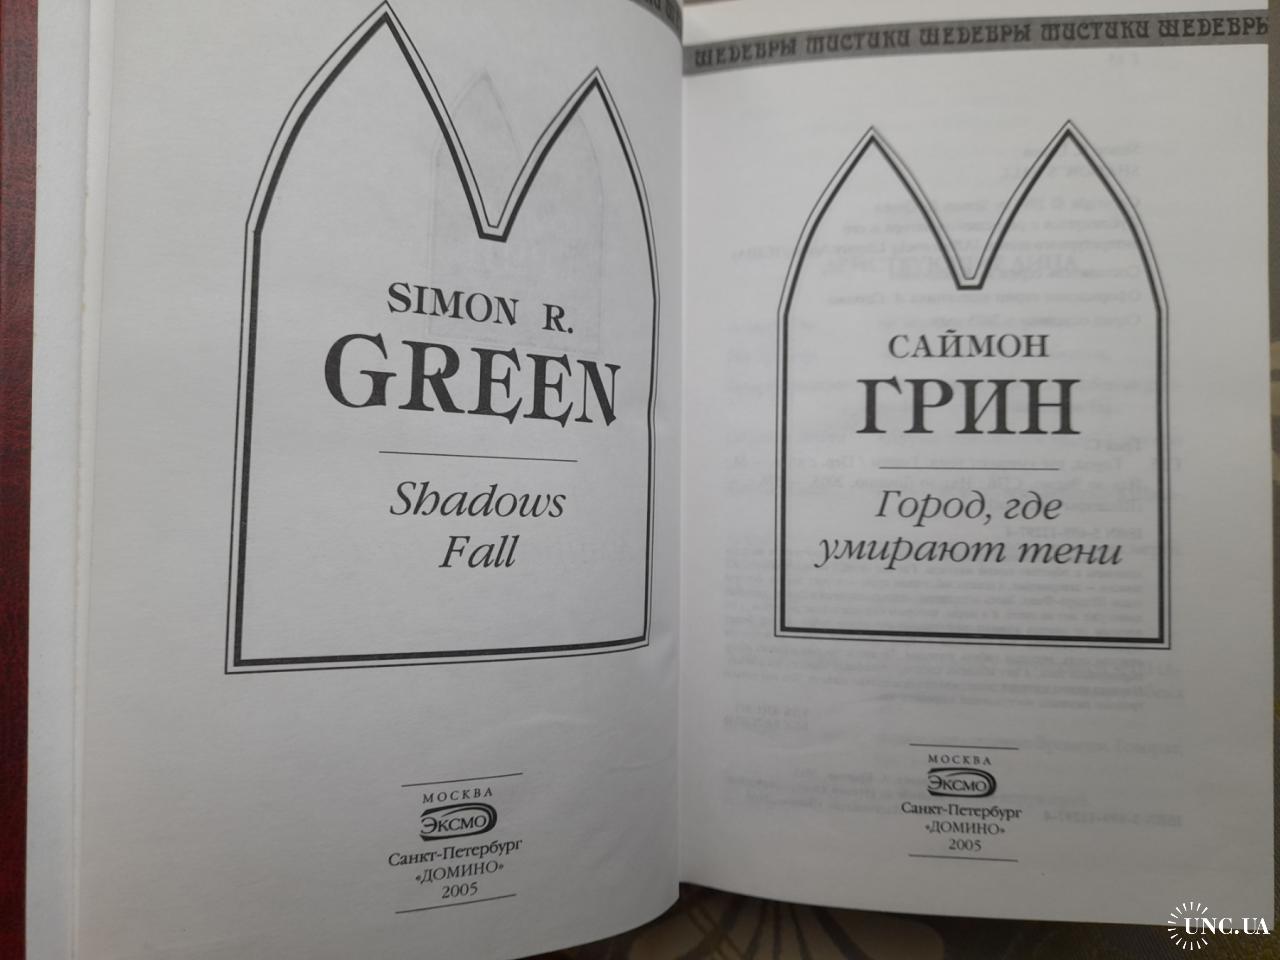 SIMON R.
GREEN
Shadows
Fall
МОСКВА
ЭКСМО
Санкт-Петербург
«ДОМИНО»
2005
ШЕДЕВРЫ МИСТИКИ ШЕДЕВРЫ МИСТИКИ ШЕДЕВРЫ
САЙМОН
ГРИН
Город, где
умирают тени
МОСКВА
ЭКСМО
Санкт-Петербург
«ДОМИНО»
2005
UNC.UA